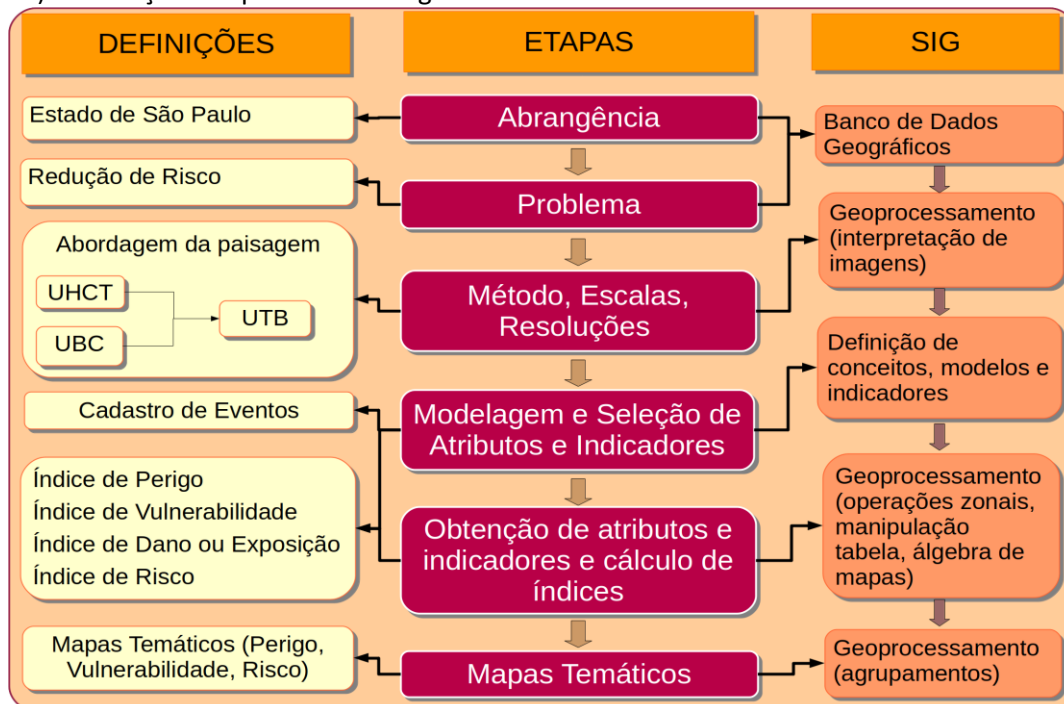 DEFINIÇÕES
ETAPAS
SIG
Estado de São Paulo
Abrangência
Banco de Dados
Geográficos
Redução de Risco
Problema
Geoprocessamento
(interpretação de
imagens)
Abordagem da paisagem
UHCT
UBC
UTB
Método, Escalas,
Resoluções
Definição de
conceitos, modelos e
indicadores
Cadastro de Eventos
Modelagem e Seleção de
Atributos e Indicadores
Índice de Perigo
Índice de Vulnerabilidade
Índice de Dano ou Exposição
Índice de Risco
Obtenção de atributos e
indicadores e cálculo de
índices
Geoprocessamento
(operações zonais,
manipulação
tabela, álgebra de
mapas)
Mapas Temáticos (Perigo,
Vulnerabilidade, Risco)
Mapas Temáticos
Geoprocessamento
(agrupamentos)